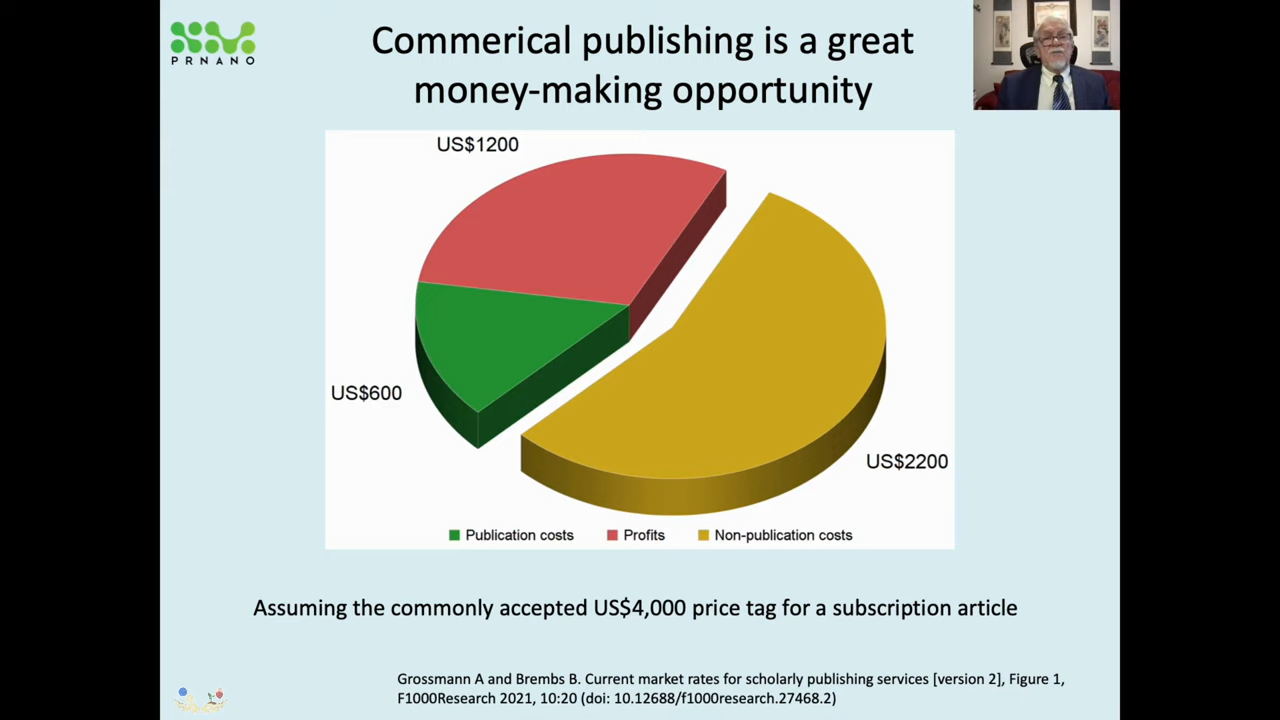 PRNANO
Commerical publishing is a great
money-making opportunity
US$1200
US$600
US$2200
Publication costs
Profits
Non-publication costs
Assuming the commonly accepted US$4,000 price tag for a subscription article
Grossmann A and Brembs B. Current market rates for scholarly publishing services [version 2], Figure 1,
F1000Research 2021, 10:20 (doi: 10.12688/f1000research.27468.2)